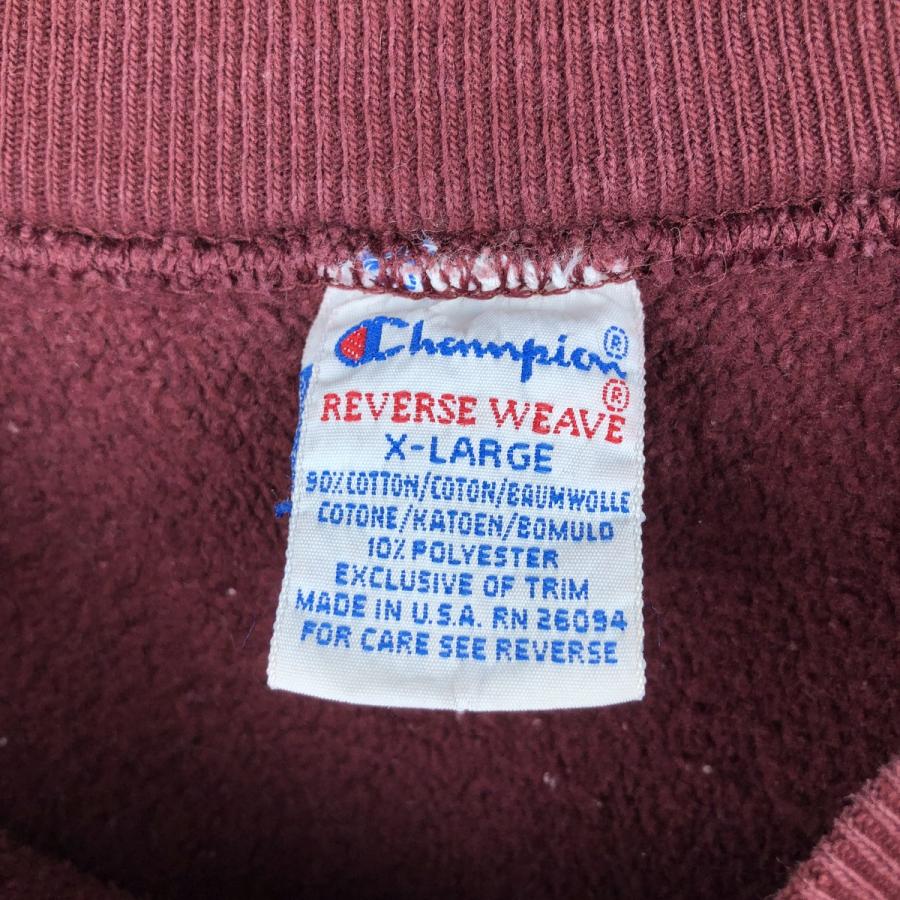 Champion®
REVERSE WEAVE®
X-LARGE
90% COTTON/COTON/BAUMWOLLE
COTONE/KATOEN/BOMULD
10% POLYESTER
EXCLUSIVE OF TRIM
MADE IN U.S.A. RN 26094
FOR CARE SEE REVERSE